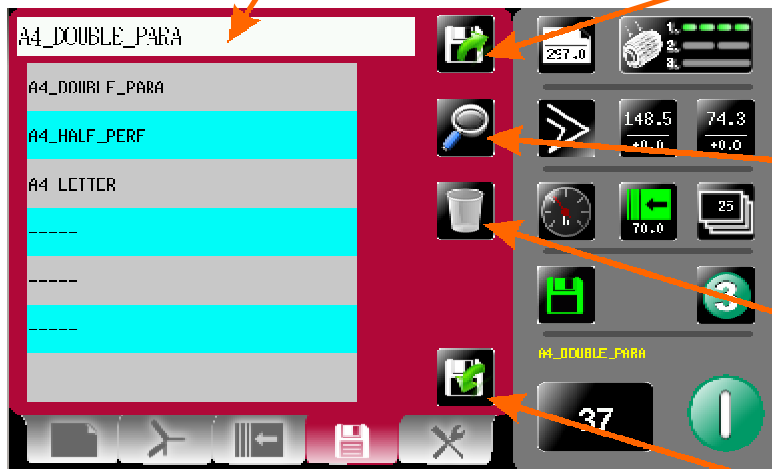 A4_DOUBLE_PARA
A4_DOUBLE_PARA
A4_HALF_PERF
A4 LETTER
-----
-----
-----
297.0
1.
2.
3.
148.5
+0.0
74.3
+0.0
h
70.0
25
3
A4_DOUBLE_PARA
37